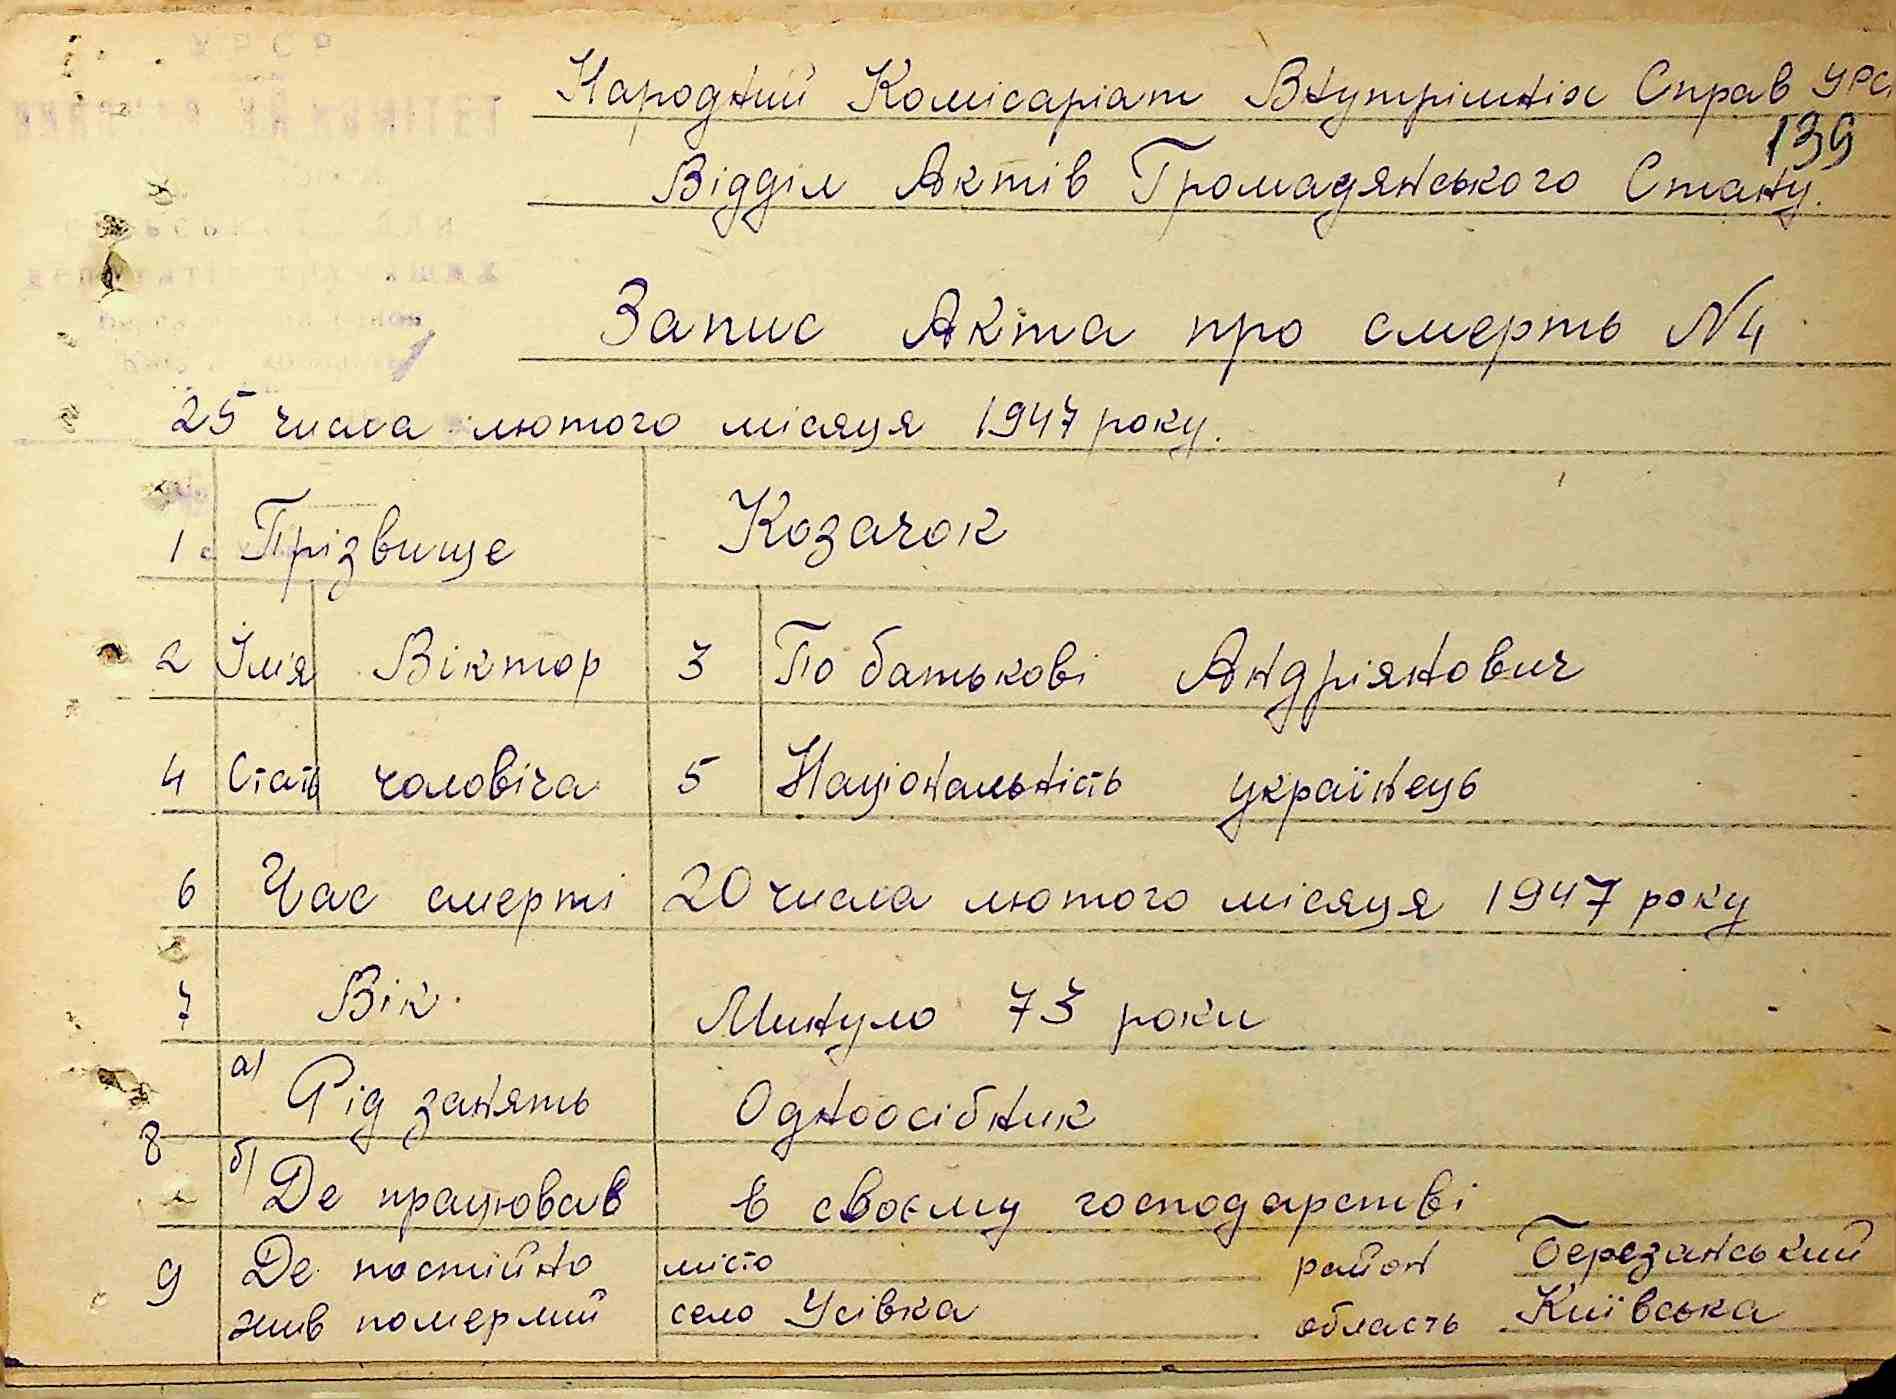 Народний Комісаріат Внутрішніх Справ УРС
139
Відділ Актів Громадянського Стану.
Запис Акта про смерть N 4
25 числа лютого місяця 1947 року.
1 Прізвище Козачок
2 Ім'я Віктор 3 По батькові Андріянович
4 Стать чоловіча 5 Національність українець
6 Час смерті 20 числа лютого місяця 1947 року
7 Вік Минуло 73 роки
8 а) Рід занять Одноосібник
б) Де працював в своєму господарстві
9 Де постійно місто район Березанський
жив померлий село Усівка область Київська